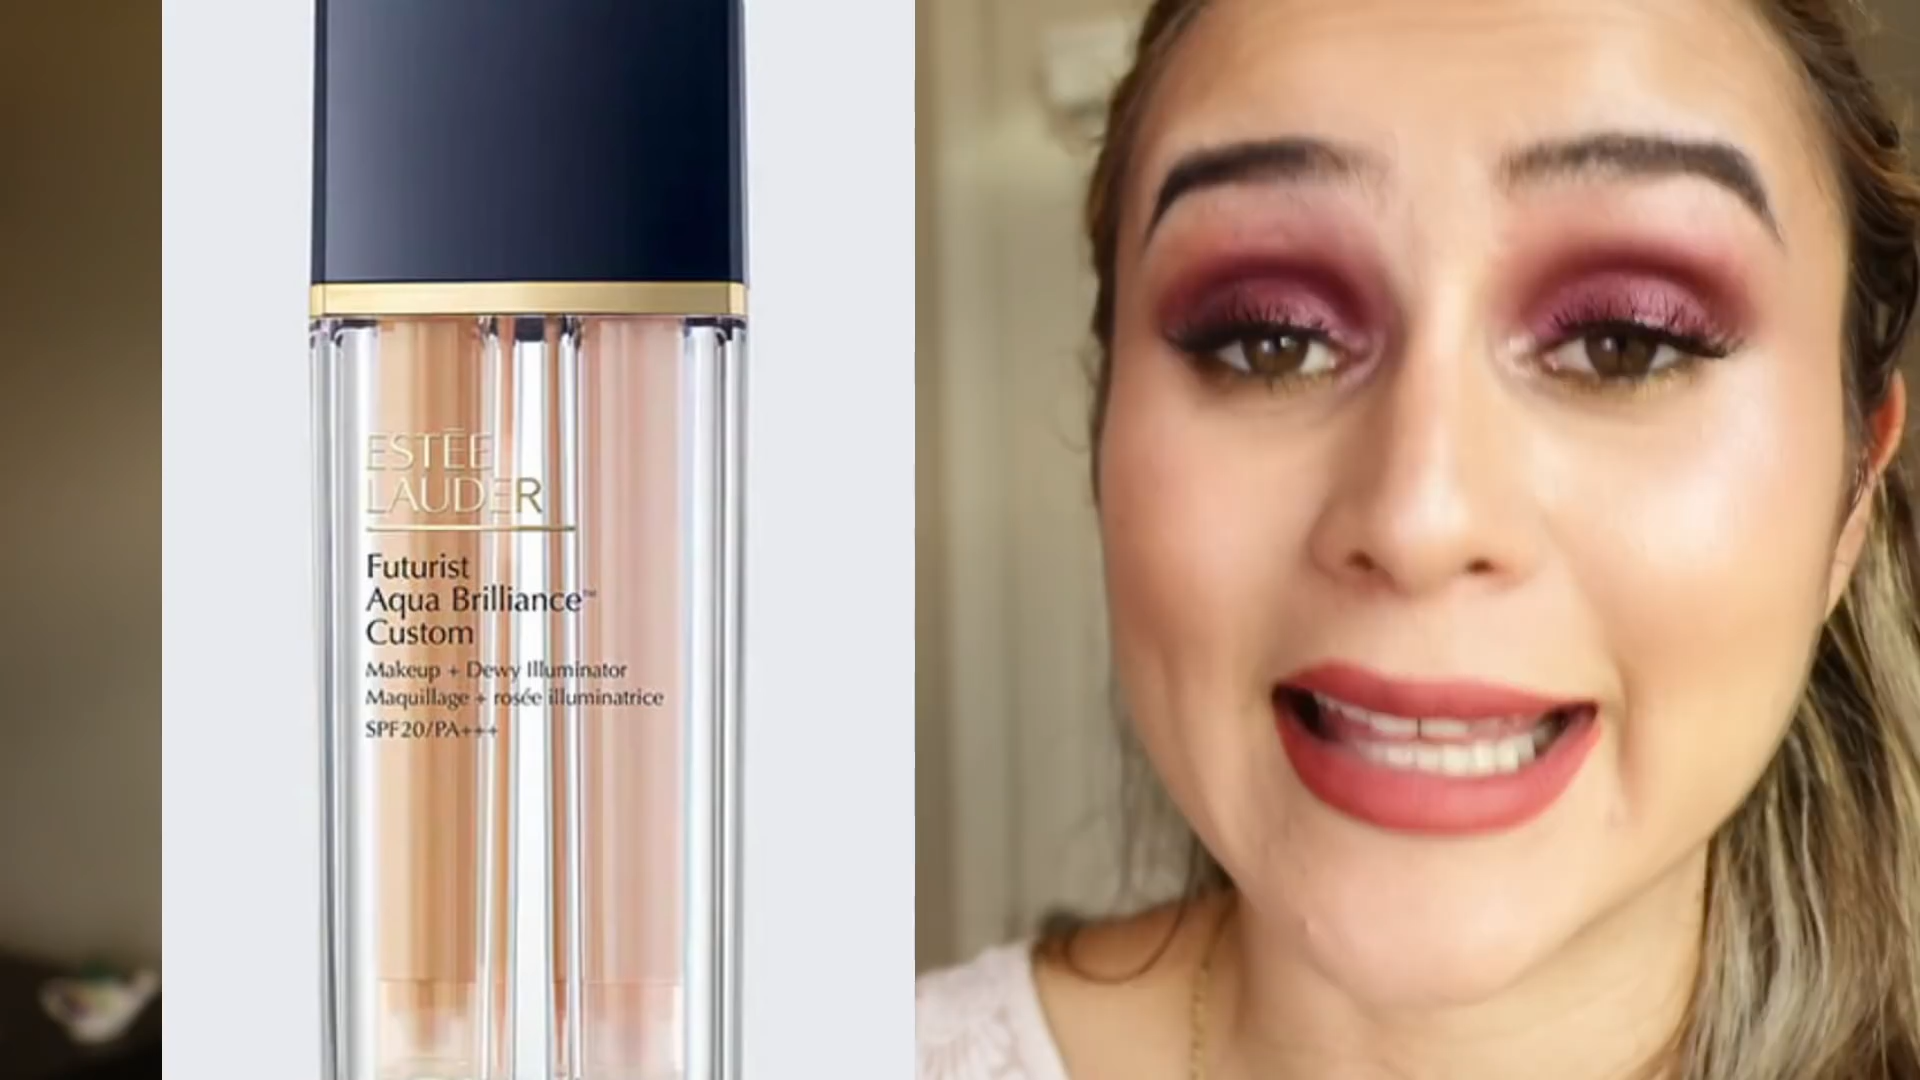 ESTĒE
LAUDER
Futurist
Aqua Brilliance™
Custom
Makeup + Dewy Illuminator
Maquillage + rosée illuminatrice
SPF20/PA+++